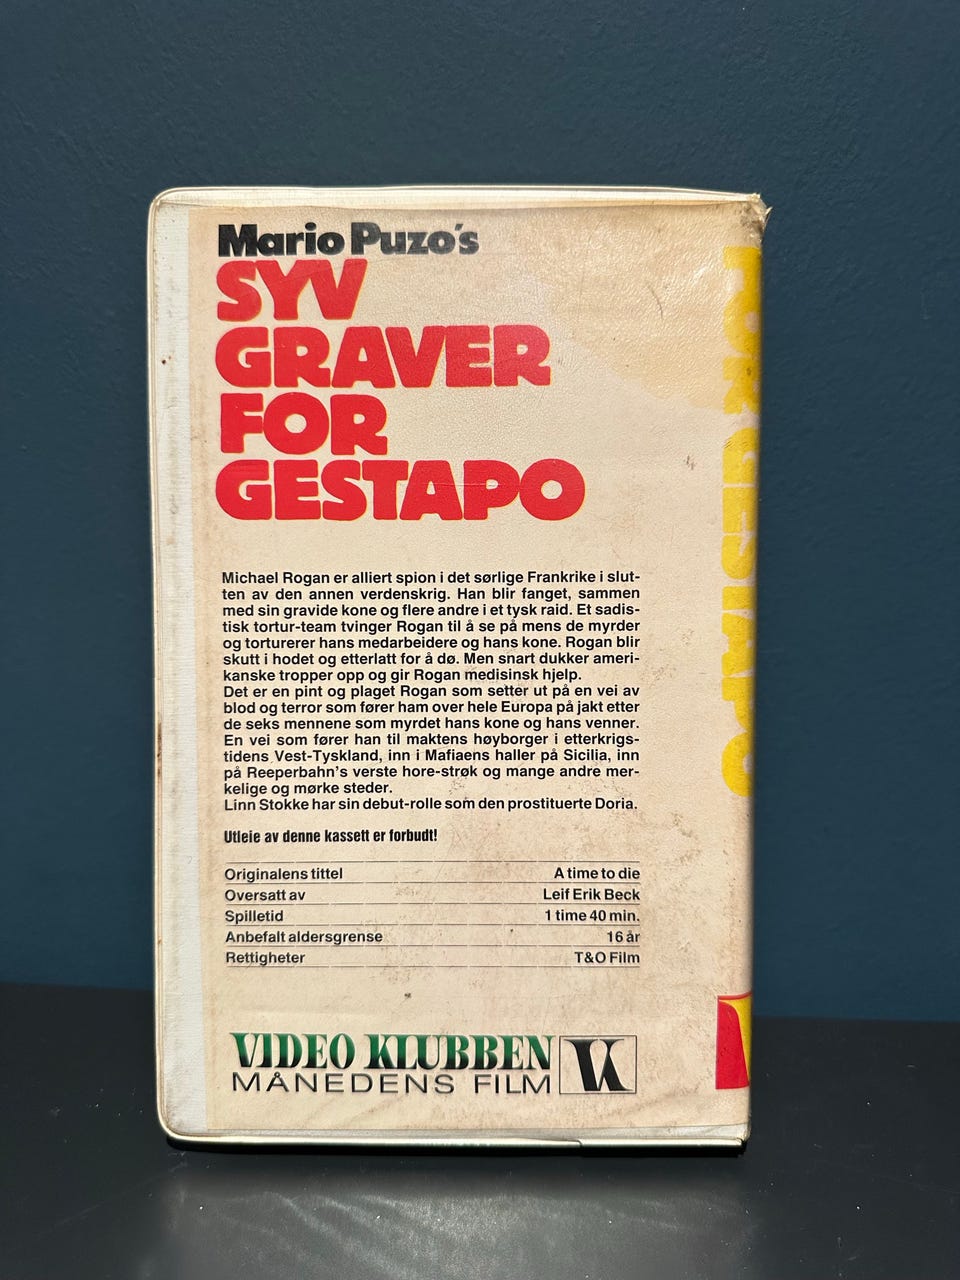 Mario Puzo's
SYV
GRAVER
FOR
GESTAPO
Michael Rogan er alliert spion i det sørlige Frankrike i slut-
ten av den annen verdenskrig. Han blir fanget, sammen
med sin gravide kone og flere andre i et tysk raid. Et sadis-
tisk tortur-team tvinger Rogan til å se på mens de myrder
og torturerer hans medarbeidere og hans kone. Rogan blir
skutt i hodet og etterlatt for å dø. Men snart dukker ameri-
kanske tropper opp og gir Rogan medisinsk hjelp.
Det er en pint og plaget Rogan som setter ut på en vei av
blod og terror som fører ham over hele Europa på jakt etter
de seks mennene som myrdet hans kone og hans venner.
En vei som fører han til maktens høyborger i etterkrigs-
tidens Vest-Tyskland, inn i Mafiaens haller på Sicilia, inn
på Reeperbahn's verste hore-strøk og mange andre mer-
kelige og mørke steder.
Linn Stokke har sin debut-rolle som den prostituerte Doria.
Utleie av denne kassett er forbudt!
Originalens tittel A time to die
Oversatt av Leif Erik Beck
Spilletid 1 time 40 min.
Anbefalt aldersgrense 16 år
Rettigheter T&O Film
VIDEO KLUBBEN
MÅNEDENS FILM
VK
FOR GESTAPO